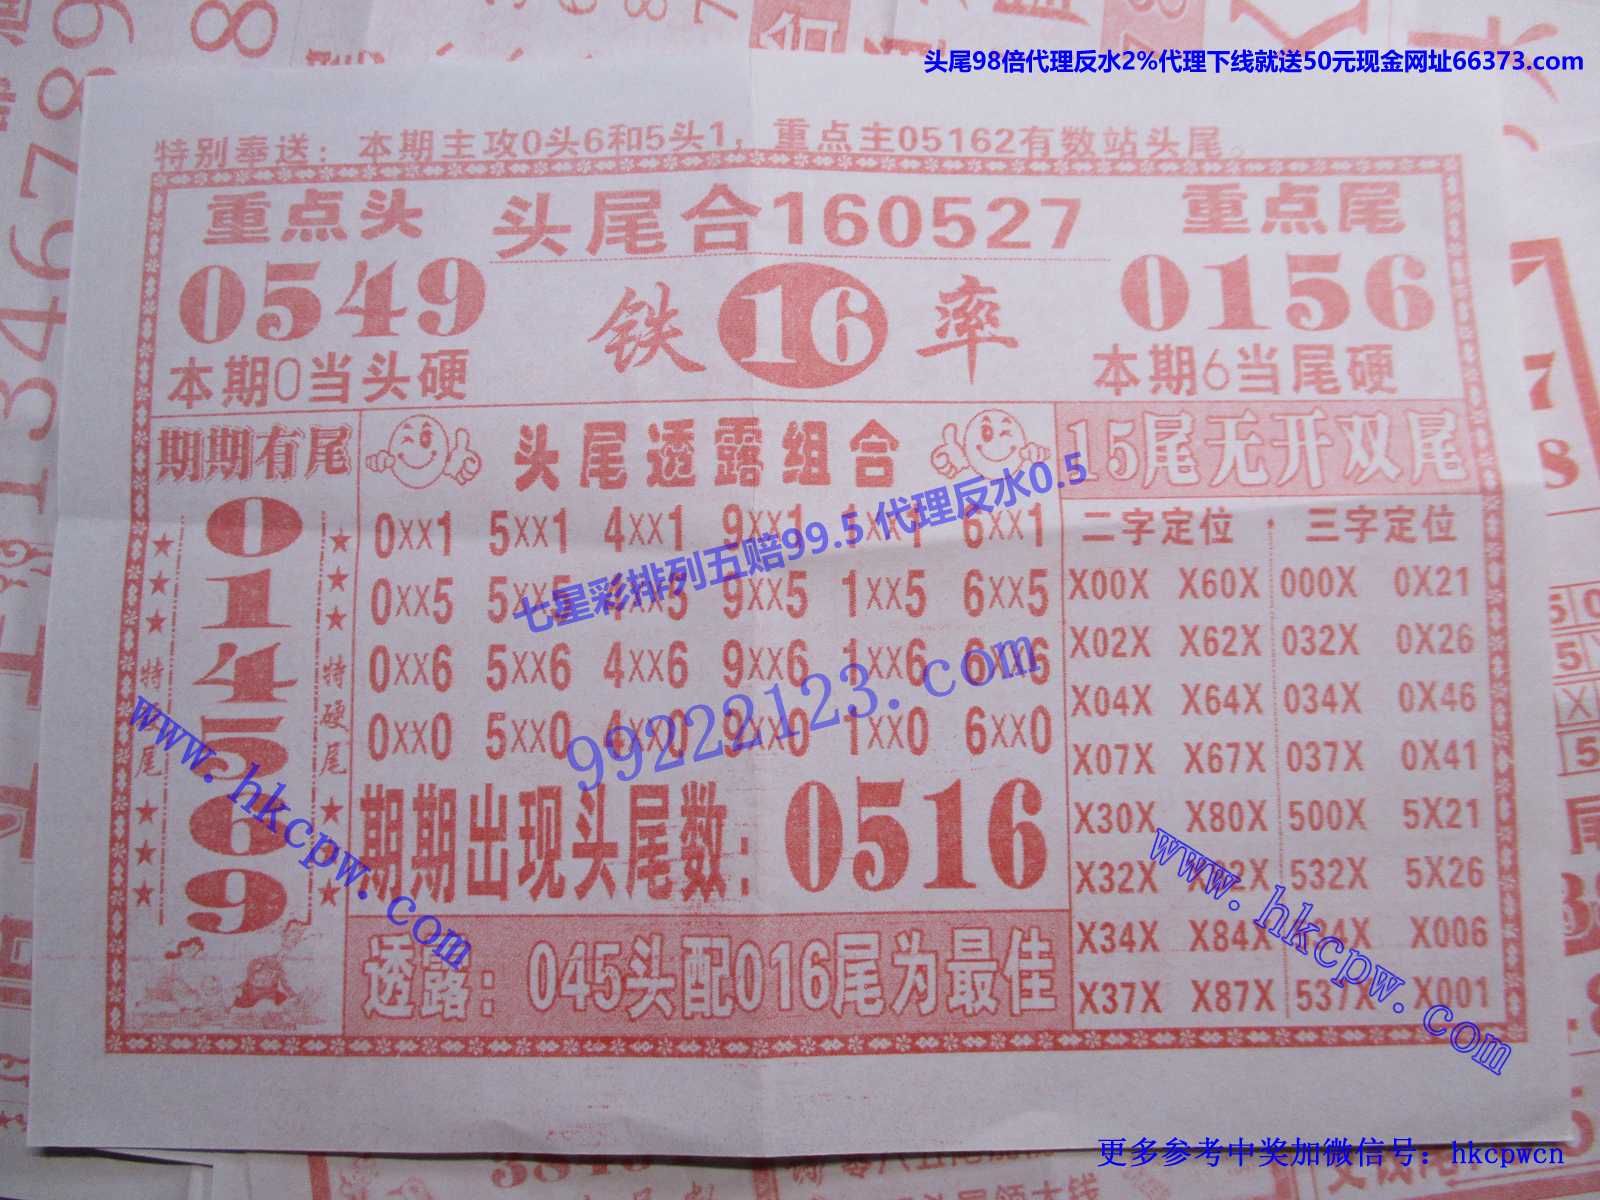 头尾98倍代理反水2%代理下线就送50元现金网址66373.com
特别奉送：本期主攻0头6和5头1，重点主05162有数站头尾。
重点头 头尾合160527 重点尾
0549 铁16率 0156
本期0当头硬 本期6当尾硬
期期有尾
0
1
4
5
6
9
特硬尾 特硬尾
头尾透露组合
0xx1 5xx1 4xx1 9xx1 1xx1 6xx1
0xx5 5xx5 4xx5 9xx5 1xx5 6xx5
0xx6 5xx6 4xx6 9xx6 1xx6 6xx6
0xx0 5xx0 4xx0 9xx0 1xx0 6xx0
期期出现头尾数：0516
透露：045头配016尾为最佳
15尾无开双尾
二字定位 三字定位
X00X X60X 000X 0X21
X02X X62X 032X 0X26
X04X X64X 034X 0X46
X07X X67X 037X 0X41
X30X X80X 500X 5X21
X32X X82X 532X 5X26
X34X X84X 534X X006
X37X X87X 537X X001
七星彩排列五赔99.5 代理反水0.5
99222123.com
www.hkcpw.com
www.hkcpw.com
更多参考中奖加微信号：hkcpwcn